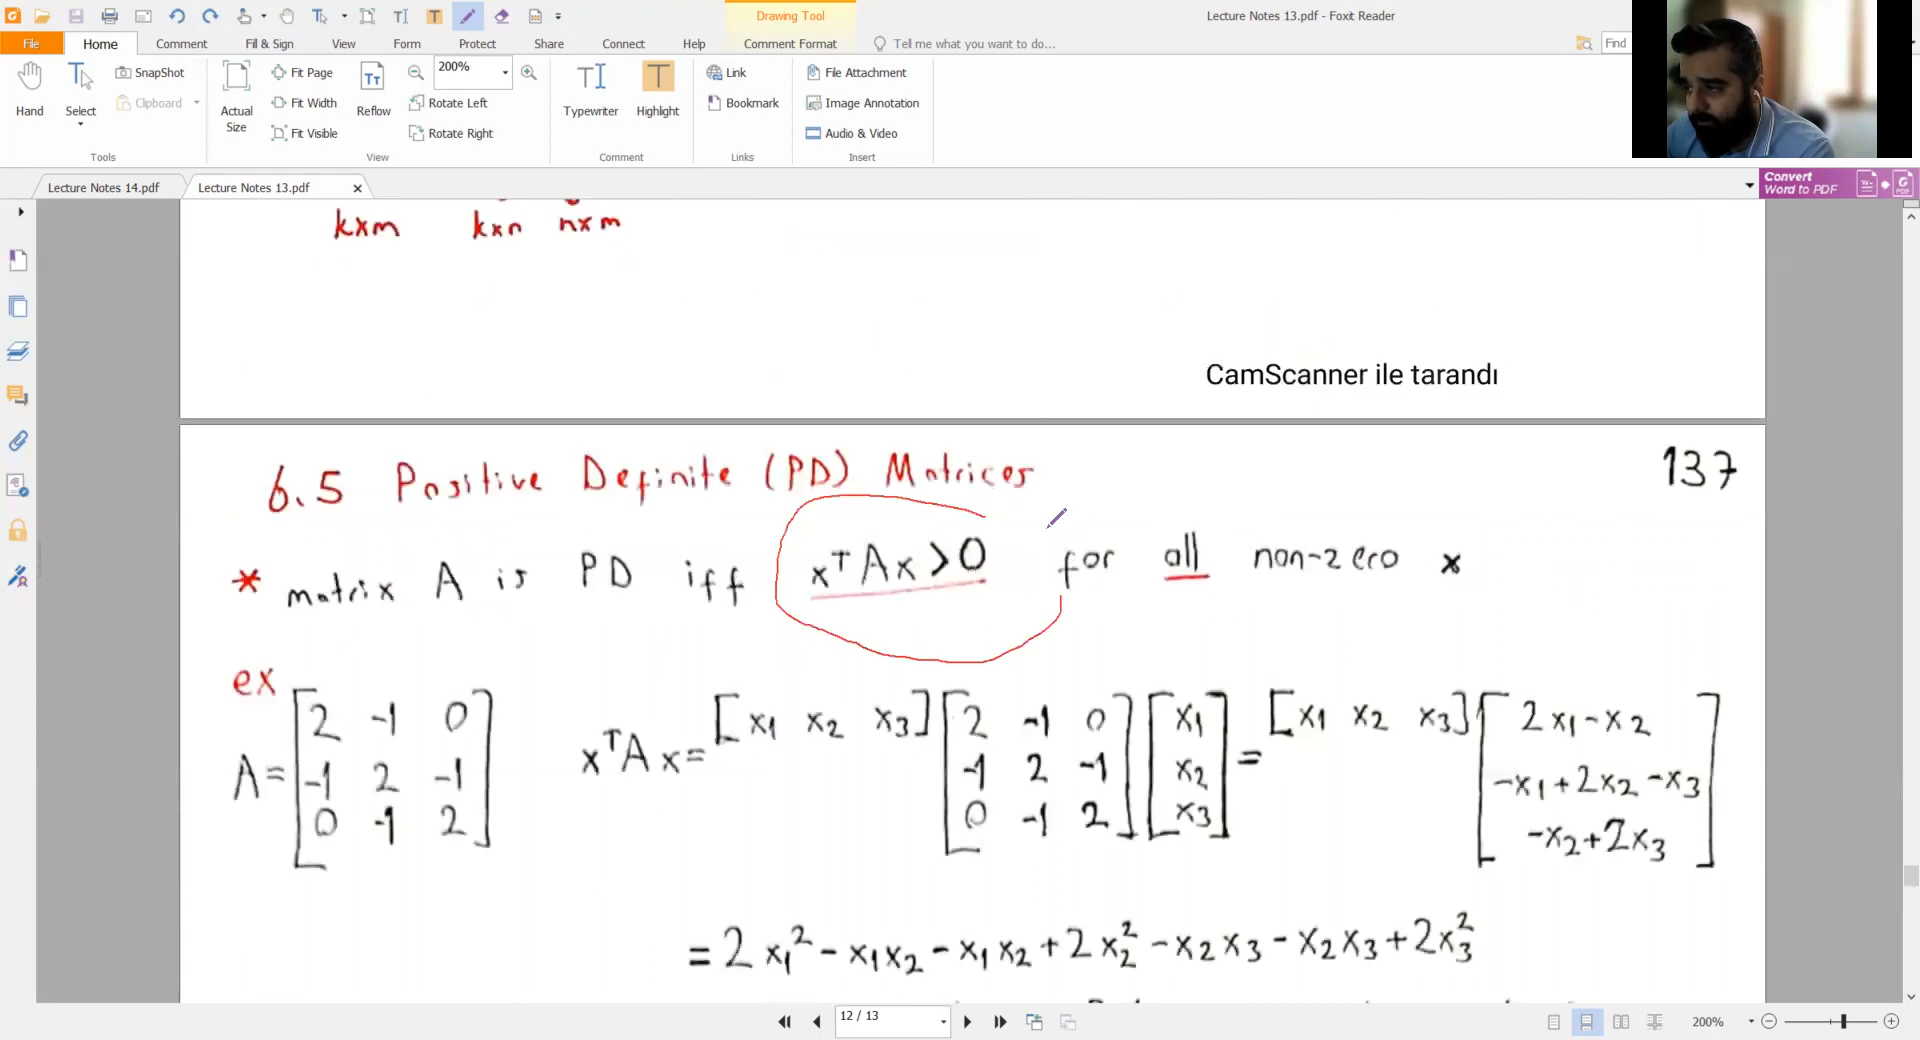 Lecture Notes 13.pdf - Foxit Reader
Drawing Tool
File Home Comment Fill & Sign View Form Protect Share Connect Help Comment Format Tell me what you want to do... Find
Hand
Select
SnapShot
Clipboard
Tools
Actual Size
Fit Page
Fit Width
Fit Visible
Reflow
200%
Rotate Left
Rotate Right
View
Typewriter
Highlight
Comment
Link
Bookmark
Links
File Attachment
Image Annotation
Audio & Video
Insert
Lecture Notes 14.pdf Lecture Notes 13.pdf
Convert
Word to PDF
k×m k×n n×m
CamScanner ile tarandı
6.5 Positive Definite (PD) Matrices 137
* matrix A is PD iff xᵀAx>0 for all non-zero x
ex
A = [2 -1 0; -1 2 -1; 0 -1 2] xᵀAx = [x₁ x₂ x₃] [2 -1 0; -1 2 -1; 0 -1 2] [x₁; x₂; x₃] = [x₁ x₂ x₃] [2x₁-x₂; -x₁+2x₂-x₃; -x₂+2x₃]
= 2x₁² - x₁x₂ - x₁x₂ + 2x₂² - x₂x₃ - x₂x₃ + 2x₃²
12 / 13
200%